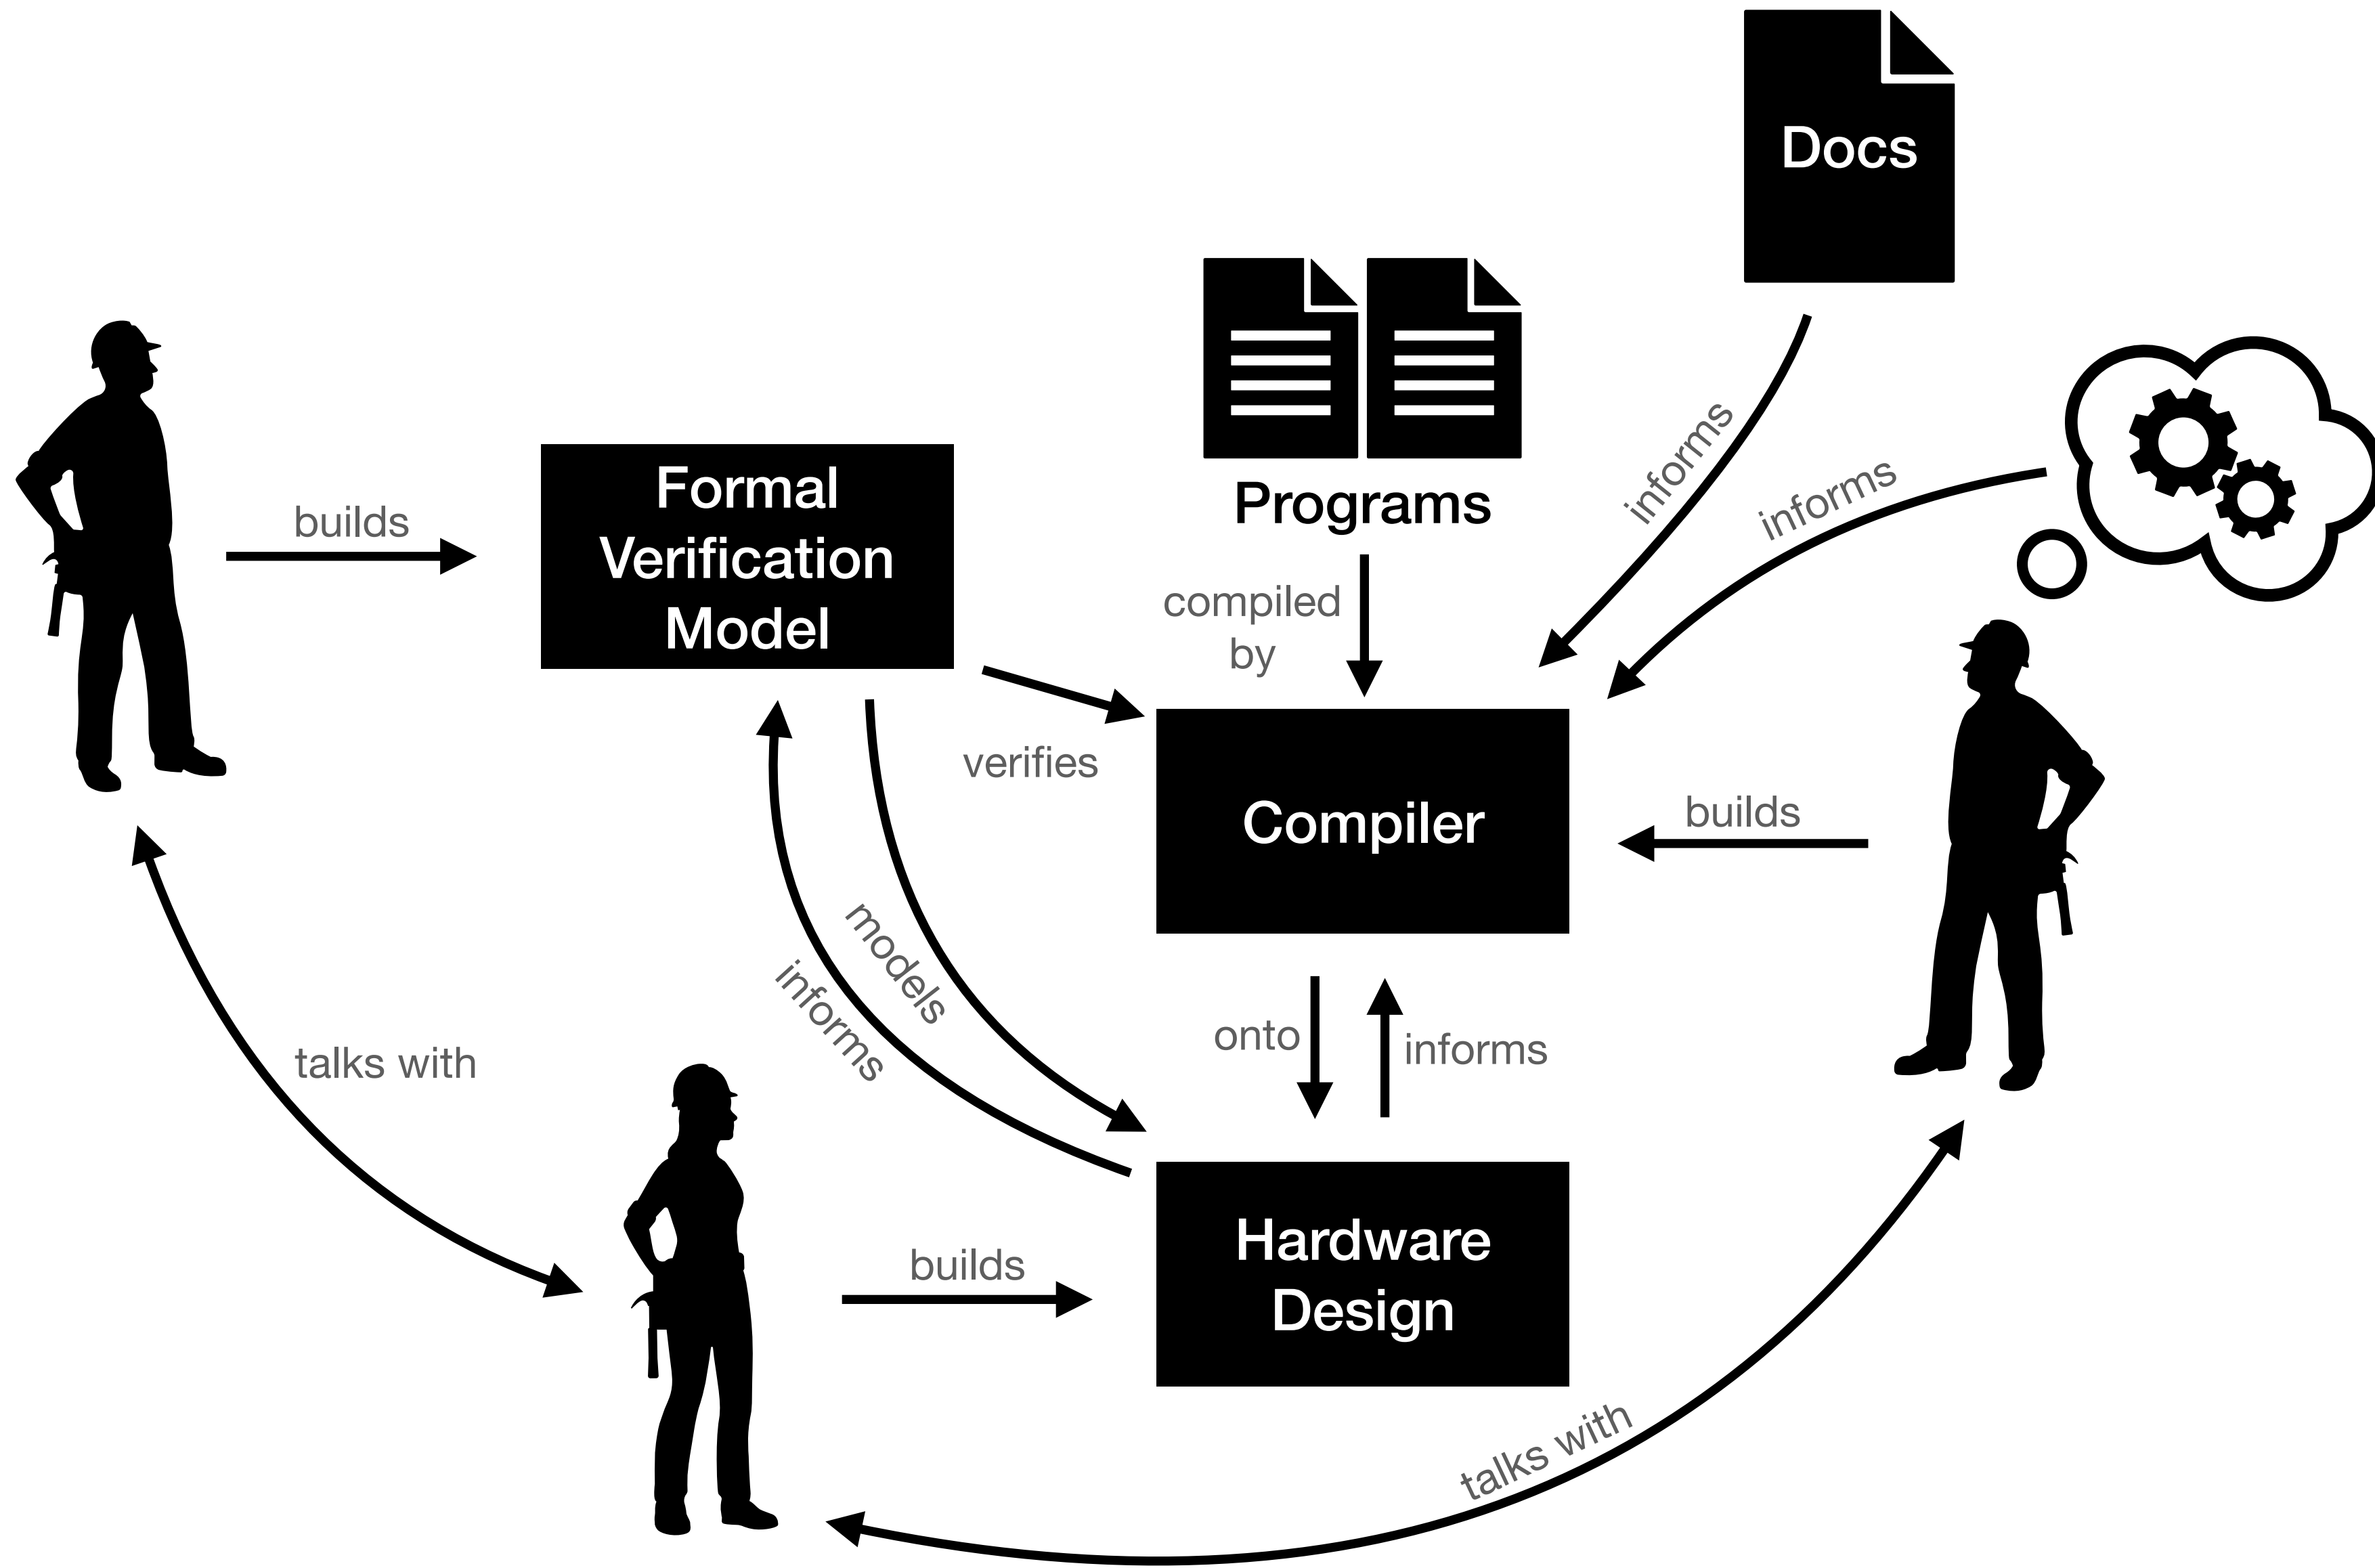 Docs
informs
informs
Programs
compiled
by
builds
Formal
Verification
Model
verifies
Compiler
builds
models
informs
onto
informs
talks with
builds
Hardware
Design
talks with